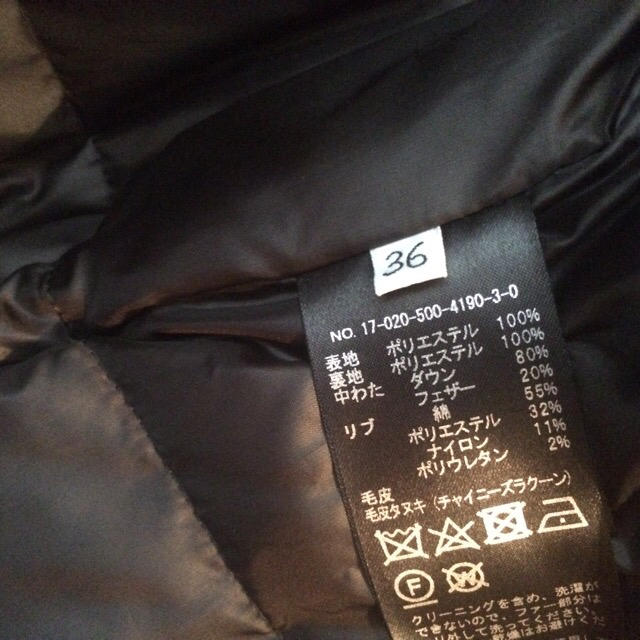 36
NO. 17-020-500-4190-3-0
表地 ポリエステル 100%
裏地 ポリエステル 100%
中わた ダウン 80%
フェザー 20%
リブ 綿 55%
ポリエステル 32%
ナイロン 11%
ポリウレタン 2%
毛皮
毛皮タヌキ (チャイニーズラクーン)
F W
クリーニングを含め、洗濯が
できないので、ファー部分は